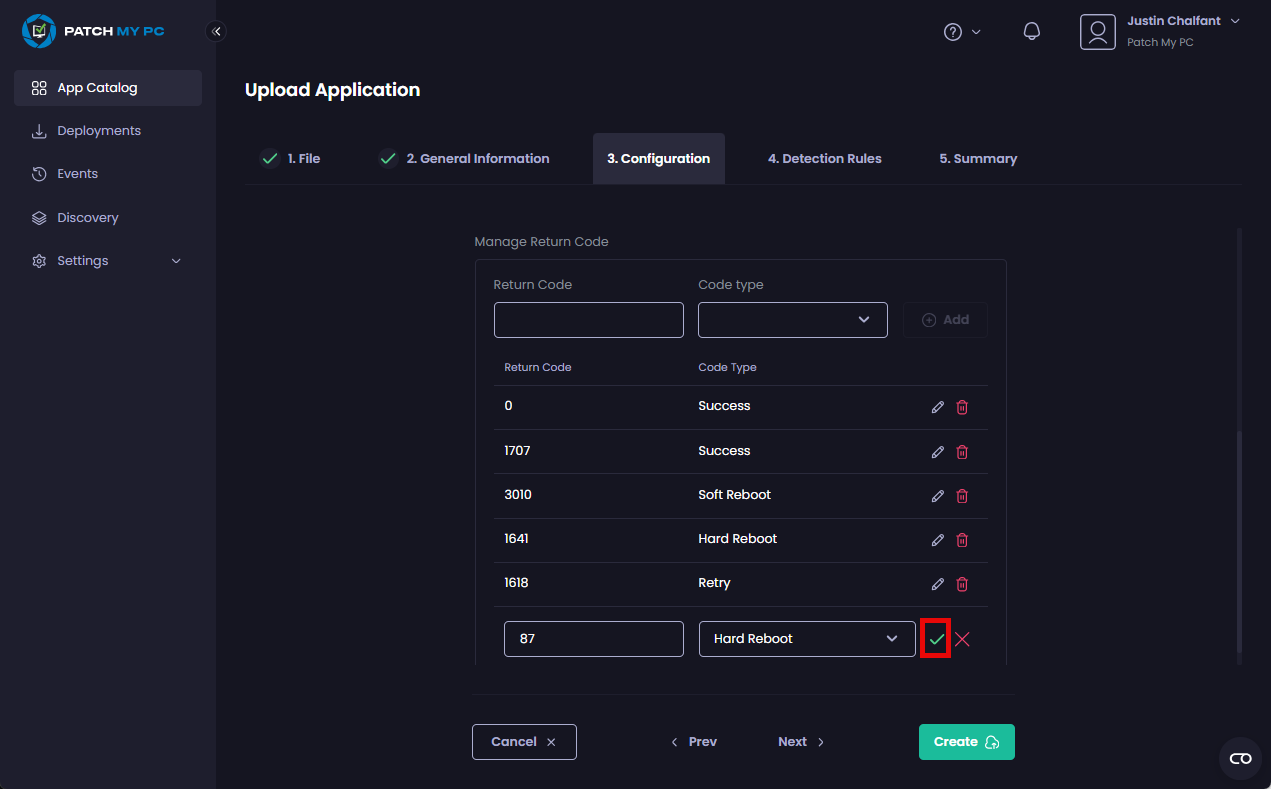 PATCH MY PC
Justin Chalfant
Patch My PC
App Catalog
Deployments
Events
Discovery
Settings
Upload Application
1. File
2. General Information
3. Configuration
4. Detection Rules
5. Summary
Manage Return Code
Return Code Code type
Add
Return Code Code Type
0 Success
1707 Success
3010 Soft Reboot
1641 Hard Reboot
1618 Retry
87 Hard Reboot
Cancel Prev Next Create